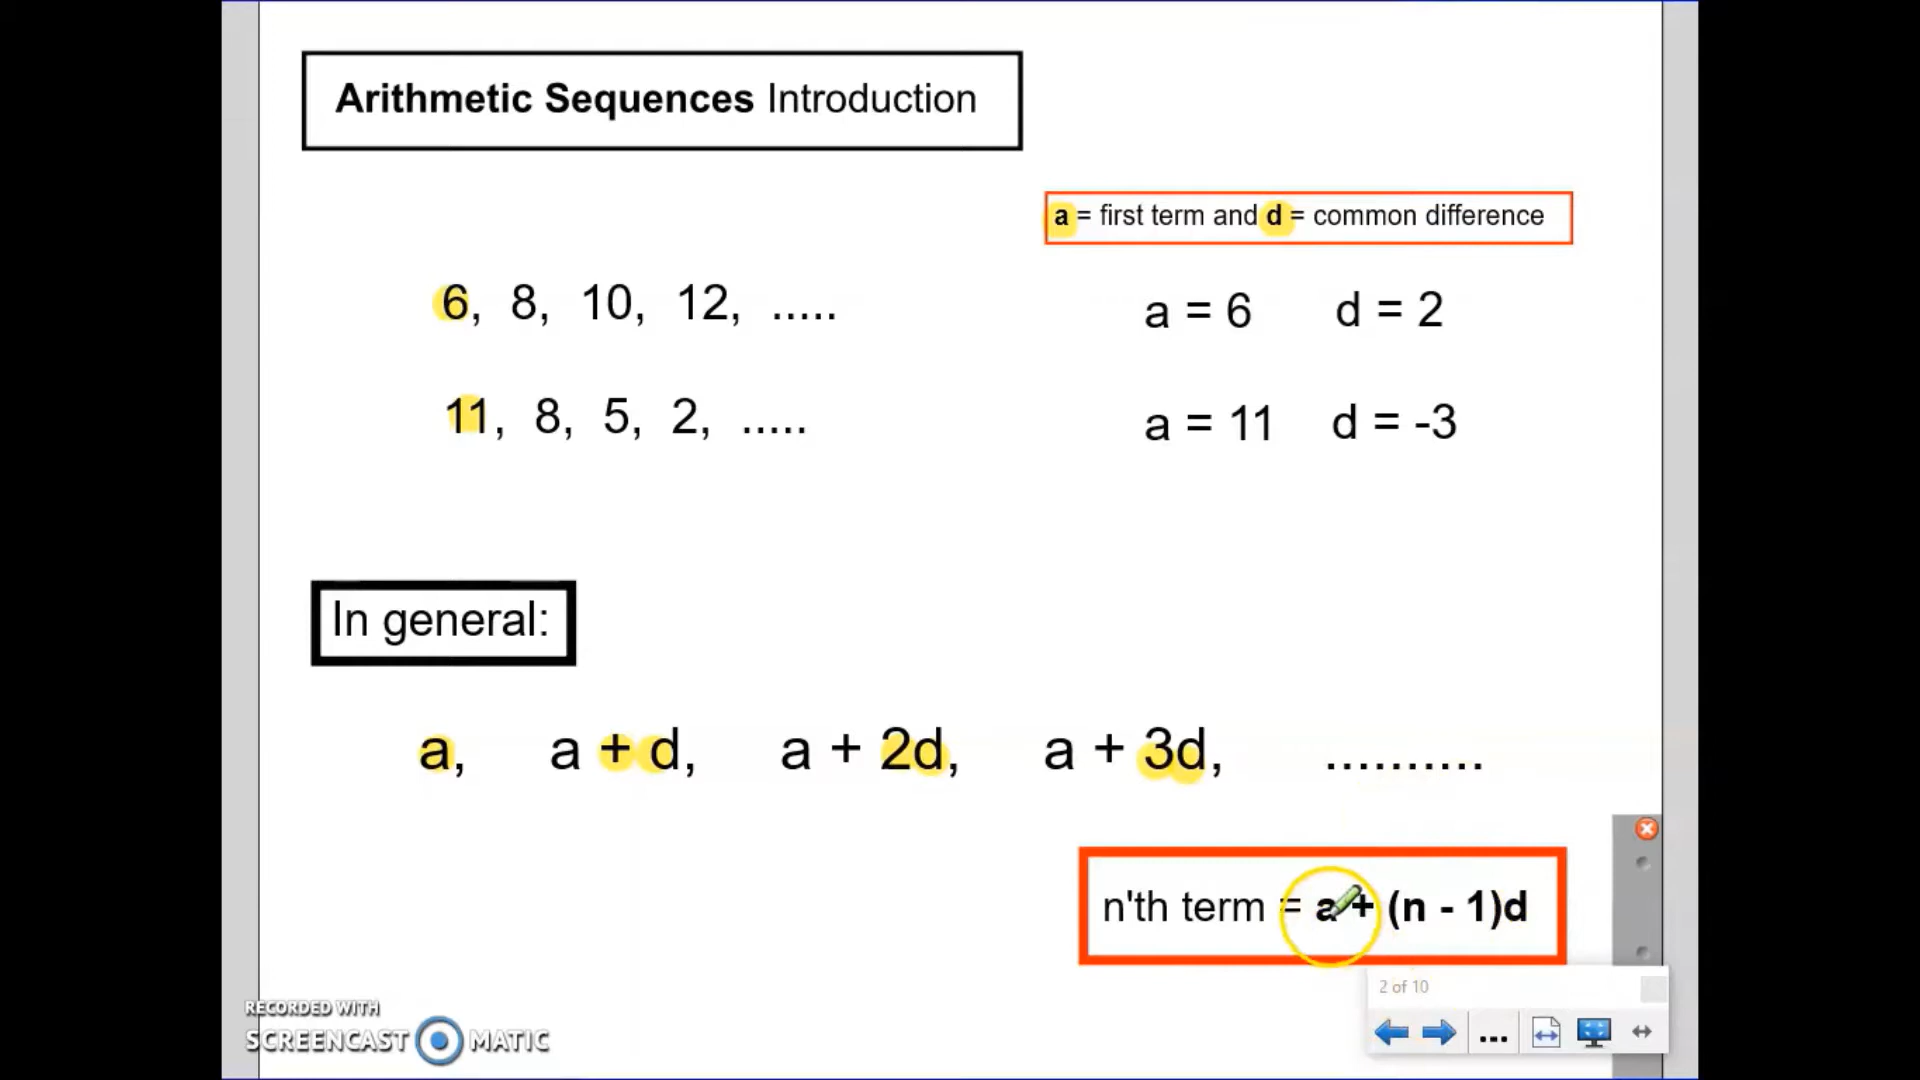 Arithmetic Sequences Introduction
a = first term and d = common difference
6, 8, 10, 12, .....
a = 6 d = 2
11, 8, 5, 2, .....
a = 11 d = -3
In general:
a, a + d, a + 2d, a + 3d, ..........
n'th term = a + (n - 1)d
2 of 10
...
RECORDED WITH
SCREENCAST MATIC